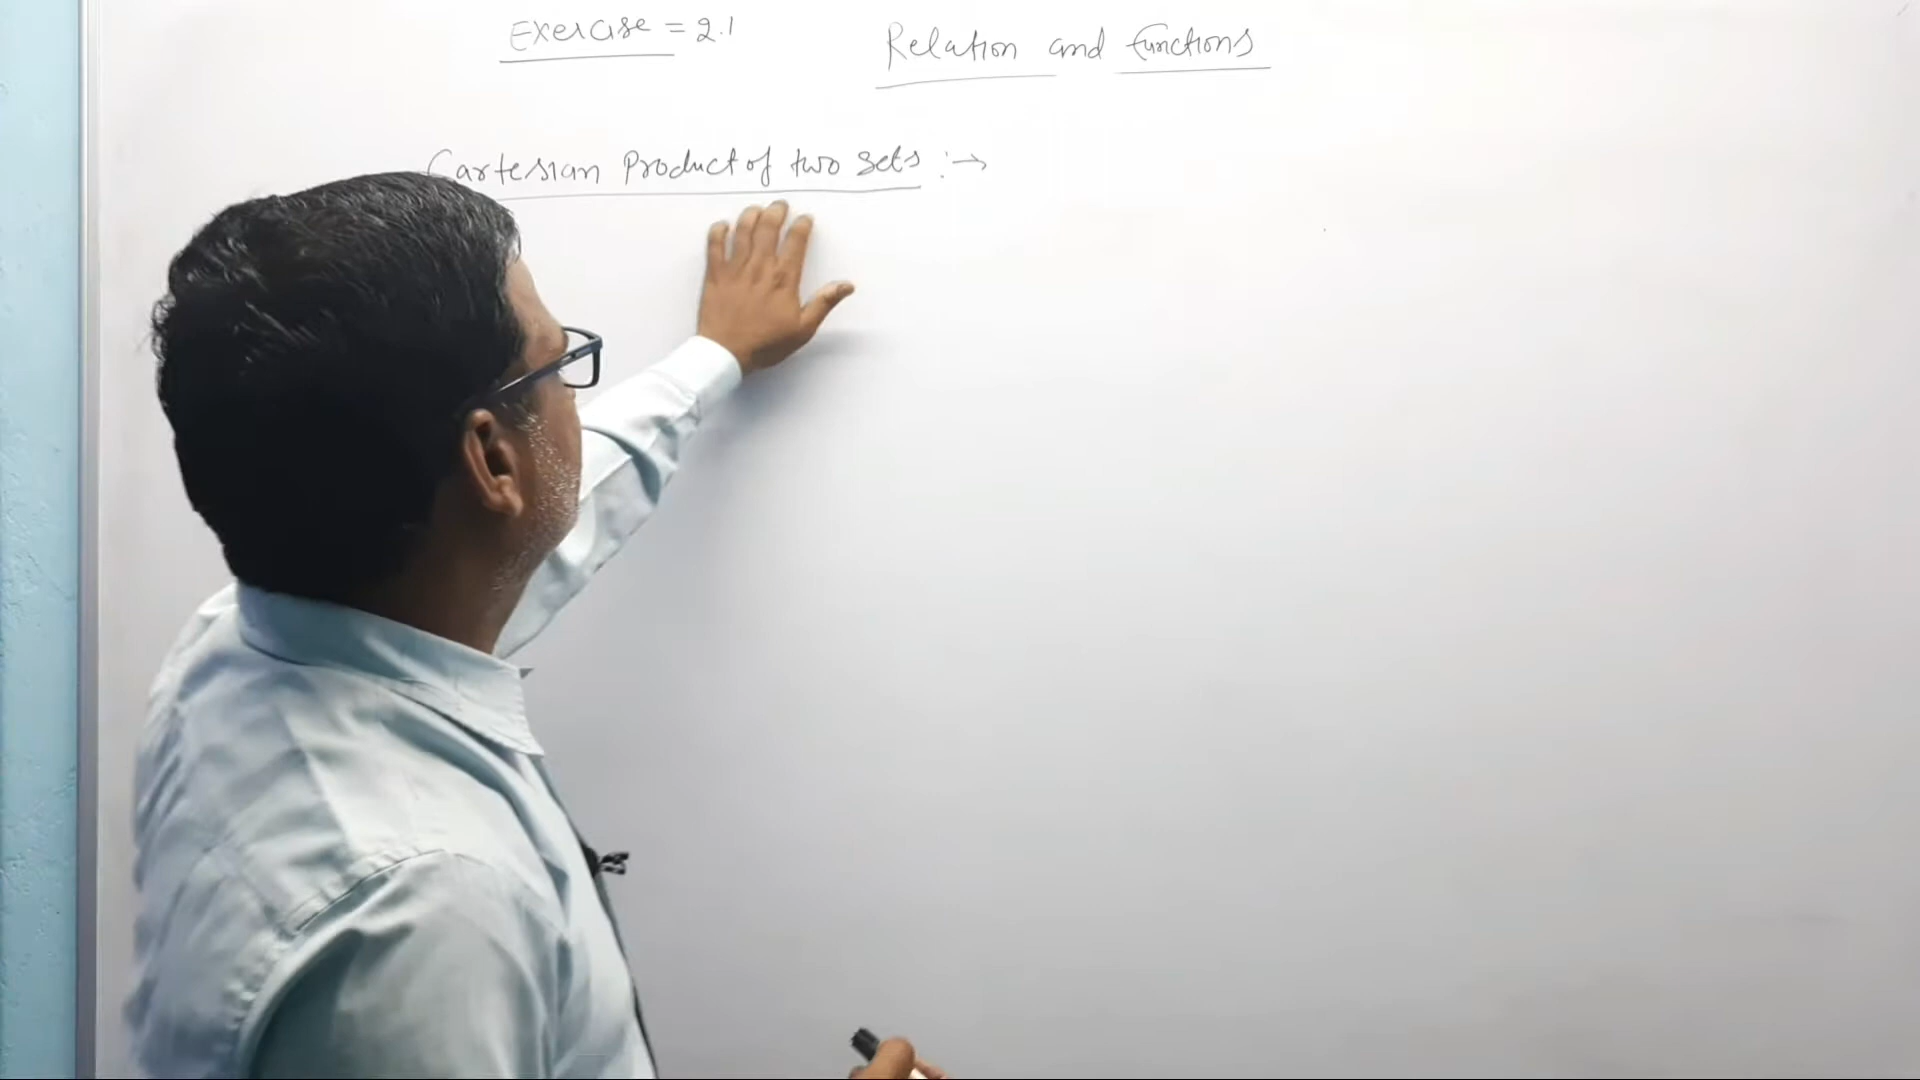 Exercise = 2.1
Relation and functions
Cartesian Product of two sets :→